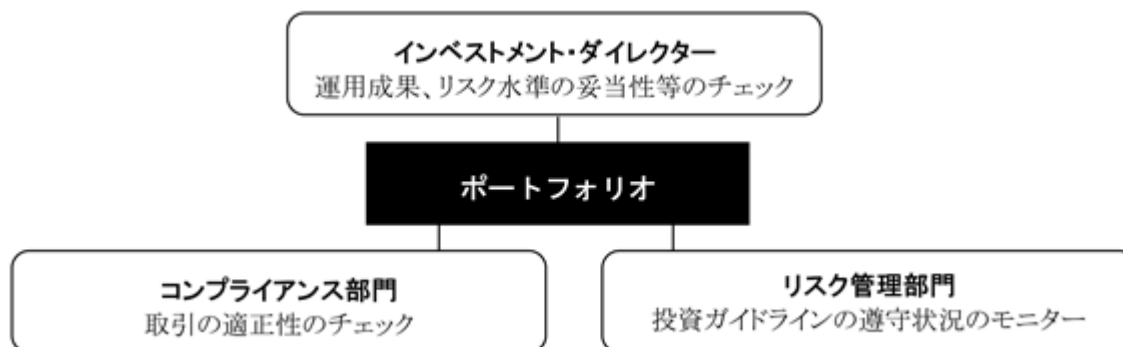 インベストメント・ダイレクター
運用成果、リスク水準の妥当性等のチェック
ポートフォリオ
コンプライアンス部門
取引の適正性のチェック
リスク管理部門
投資ガイドラインの遵守状況のモニター